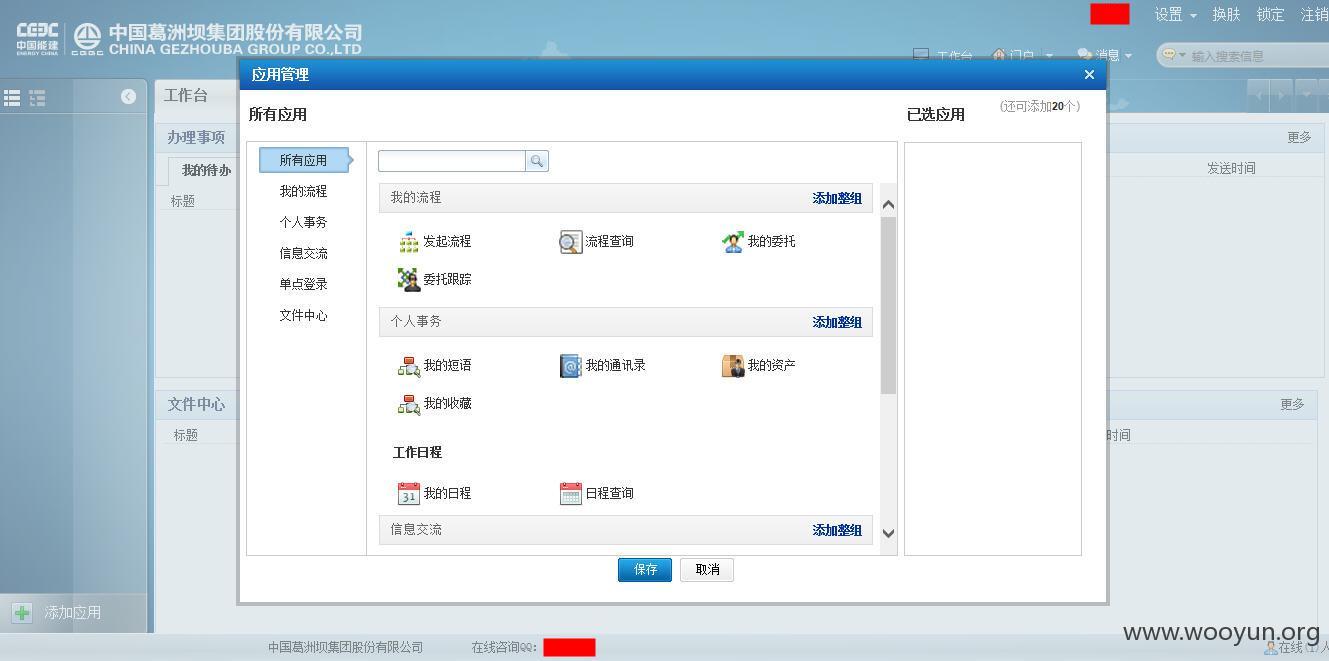 CEEC
中国能建
ENERGY CHINA
CGGC
中国葛洲坝集团股份有限公司
CHINA GEZHOUBA GROUP CO.,LTD
设置 换肤 锁定 注销
工作台 门户 消息 输入搜索信息
应用管理
工作台
所有应用
已选应用 (还可添加20个)
办理事项
更多
我的待办
发送时间
标题
所有应用
我的流程
个人事务
信息交流
单点登录
文件中心
我的流程 添加整组
发起流程 流程查询 我的委托
委托跟踪
个人事务 添加整组
我的短语 我的通讯录 我的资产
我的收藏
工作日程
31 我的日程 日程查询
信息交流 添加整组
文件中心
更多
标题
时间
保存 取消
添加应用
www.wooyun.org
中国葛洲坝集团股份有限公司 在线咨询QQ:
在线(1)人